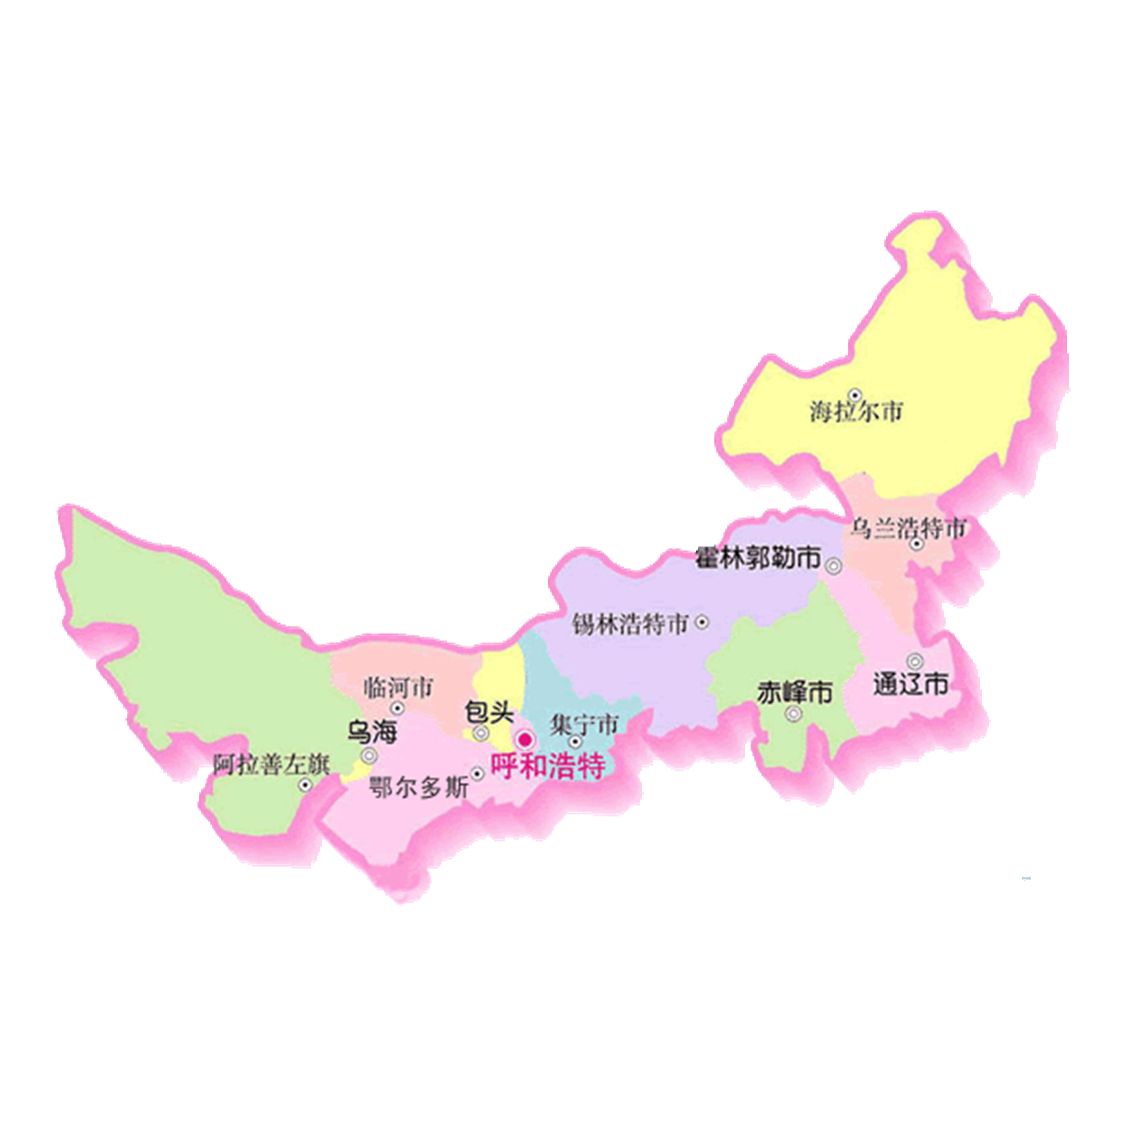 海拉尔市
乌兰浩特市
霍林郭勒市
锡林浩特市
通辽市
赤峰市
临河市
包头
集宁市
乌海
呼和浩特
阿拉善左旗
鄂尔多斯